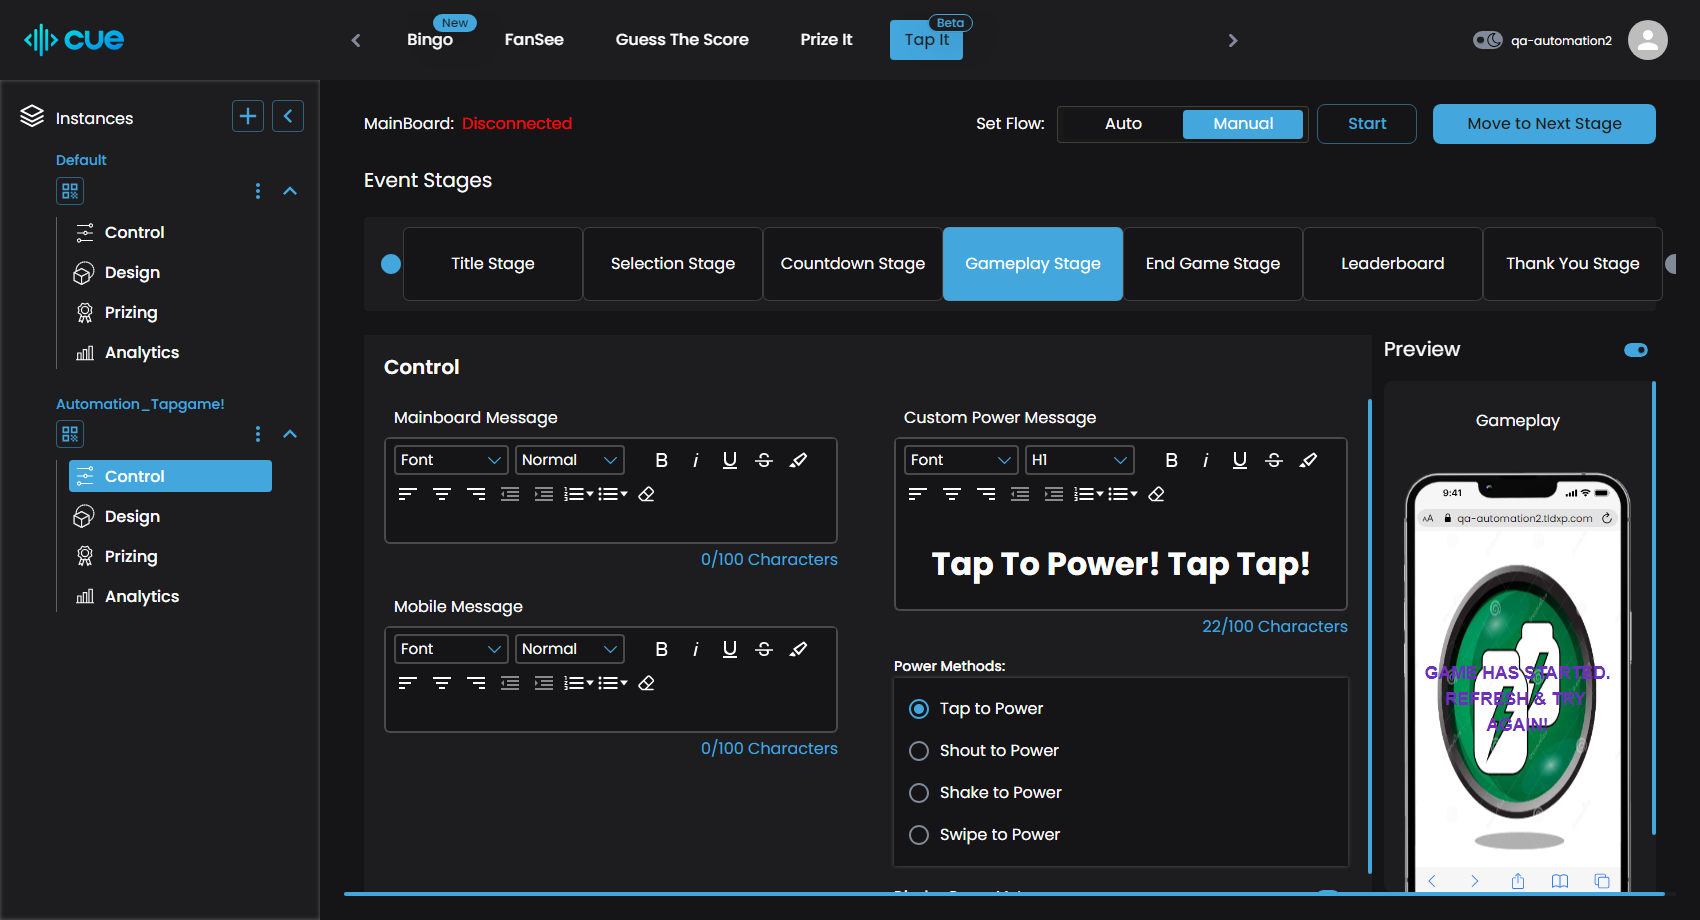 cue
Bingo
New
FanSee
Guess The Score
Prize It
Tap It
Beta
qa-automation2
Instances
Default
Control
Design
Prizing
Analytics
Automation_Tapgame!
Control
Design
Prizing
Analytics
MainBoard: Disconnected
Set Flow:
Auto
Manual
Start
Move to Next Stage
Event Stages
Title Stage
Selection Stage
Countdown Stage
Gameplay Stage
End Game Stage
Leaderboard
Thank You Stage
Control
Mainboard Message
Font
Normal
B i U S
0/100 Characters
Mobile Message
Font
Normal
B i U S
0/100 Characters
Custom Power Message
Font
H1
B i U S
Tap To Power! Tap Tap!
22/100 Characters
Power Methods:
Tap to Power
Shout to Power
Shake to Power
Swipe to Power
Preview
Gameplay
9:41
AA qa-automation2.tldxp.com
GAME HAS STARTED.
REFRESH & TRY
AGAIN!